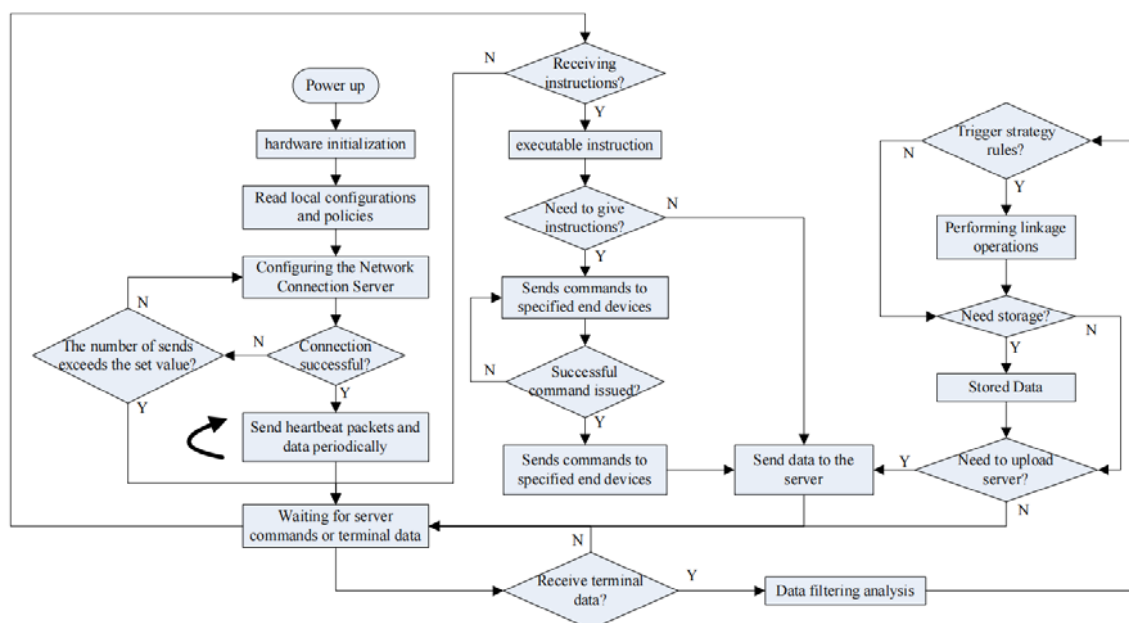 Power up
hardware initialization
Read local configurations
and policies
Configuring the Network
Connection Server
N
The number of sends
exceeds the set value?
N
Connection
successful?
Y
Y
Send heartbeat packets and
data periodically
Waiting for server
commands or terminal data
N
Receiving
instructions?
Y
executable instruction
Need to give
instructions?
N
Y
Sends commands to
specified end devices
N
Successful
command issued?
Y
Sends commands to
specified end devices
Send data to the
server
Trigger strategy
rules?
N
Y
Performing linkage
operations
Need storage?
N
Y
Stored Data
Need to upload
server?
Y
N
N
Receive terminal
data?
Y
Data filtering analysis